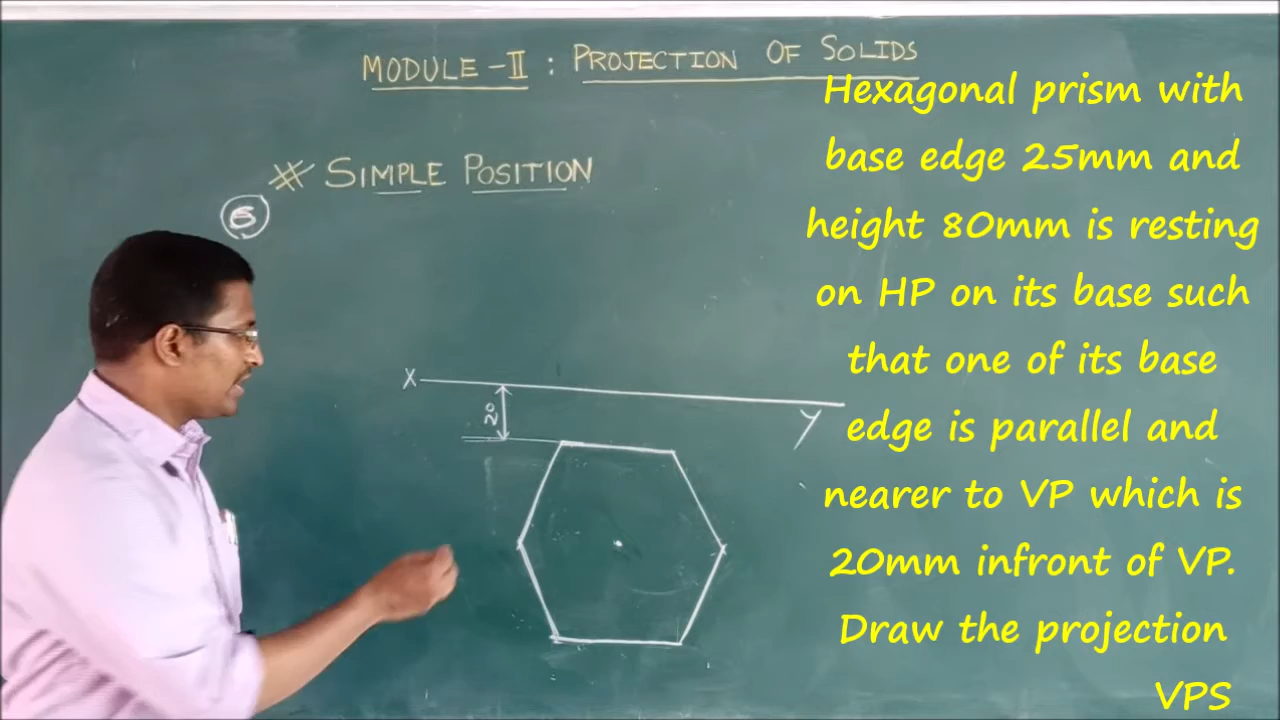 MODULE-II : PROJECTION OF SOLIDS
# SIMPLE POSITION
6
X
20
Y
Hexagonal prism with
base edge 25mm and
height 80mm is resting
on HP on its base such
that one of its base
edge is parallel and
nearer to VP which is
20mm infront of VP.
Draw the projection
VPS